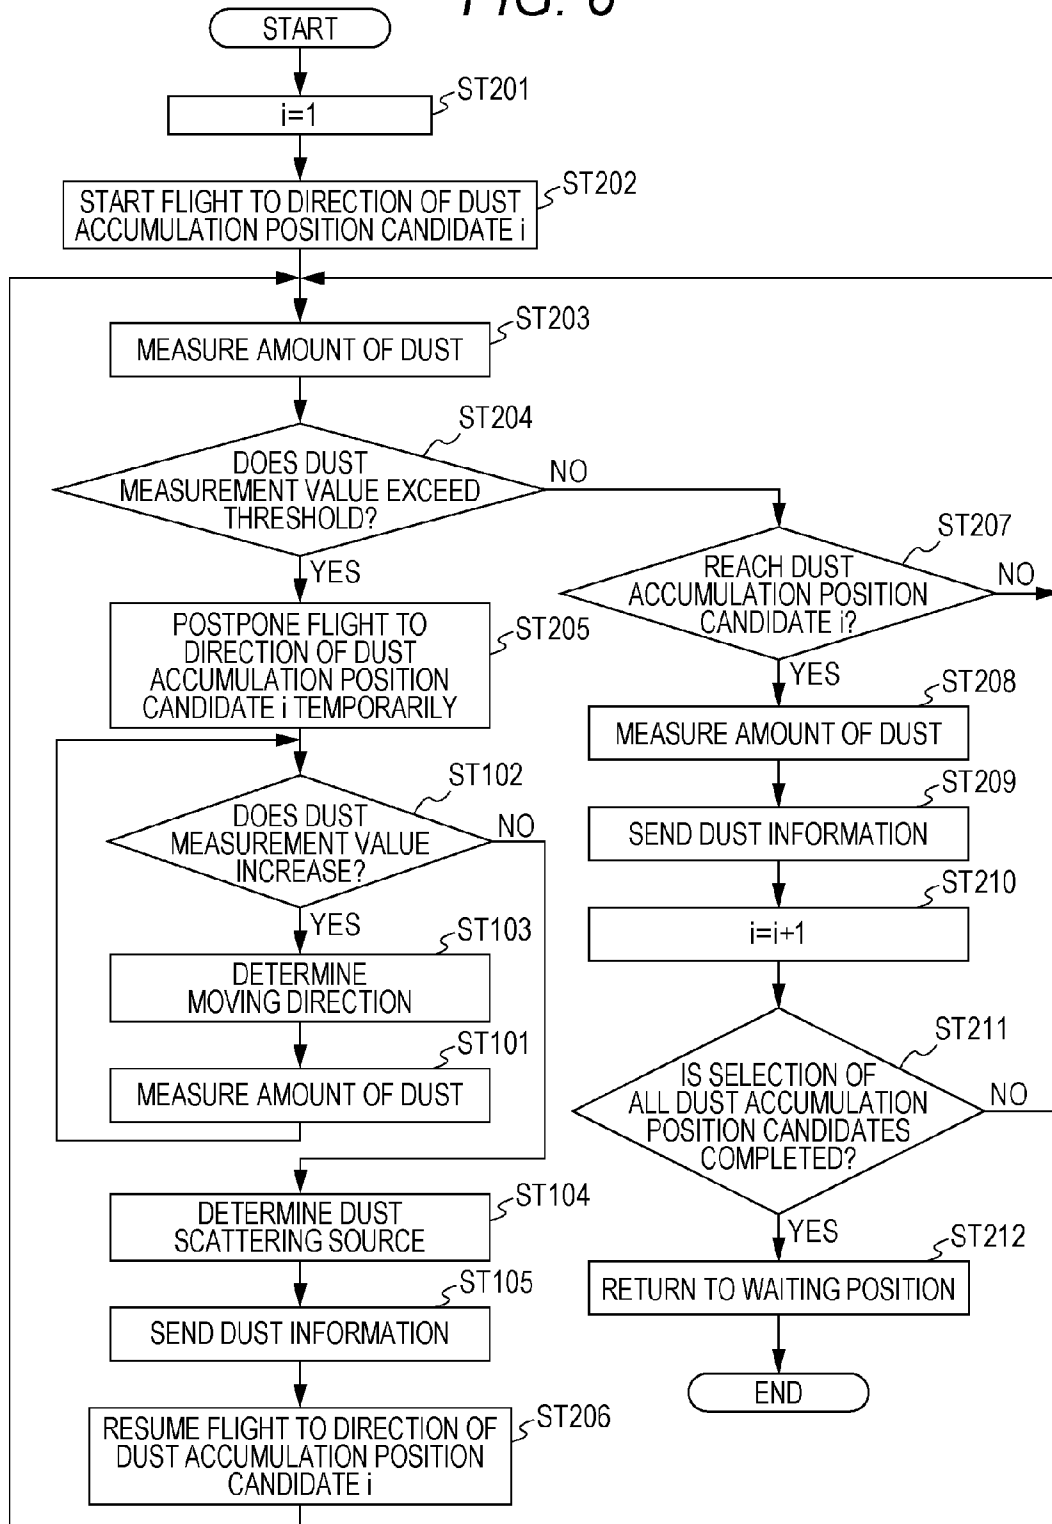 FIG. 6
START
ST201
i=1
ST202
START FLIGHT TO DIRECTION OF DUST
ACCUMULATION POSITION CANDIDATE i
ST203
MEASURE AMOUNT OF DUST
ST204
DOES DUST
MEASUREMENT VALUE EXCEED
THRESHOLD?
NO
YES
ST205
POSTPONE FLIGHT TO
DIRECTION OF DUST
ACCUMULATION POSITION
CANDIDATE i TEMPORARILY
ST102
DOES DUST
MEASUREMENT VALUE
INCREASE?
NO
YES
ST103
DETERMINE
MOVING DIRECTION
ST101
MEASURE AMOUNT OF DUST
ST104
DETERMINE DUST
SCATTERING SOURCE
ST105
SEND DUST INFORMATION
ST206
RESUME FLIGHT TO DIRECTION OF
DUST ACCUMULATION POSITION
CANDIDATE i
ST207
REACH DUST
ACCUMULATION POSITION
CANDIDATE i?
NO
YES
ST208
MEASURE AMOUNT OF DUST
ST209
SEND DUST INFORMATION
ST210
i=i+1
ST211
IS SELECTION OF
ALL DUST ACCUMULATION
POSITION CANDIDATES
COMPLETED?
NO
YES
ST212
RETURN TO WAITING POSITION
END